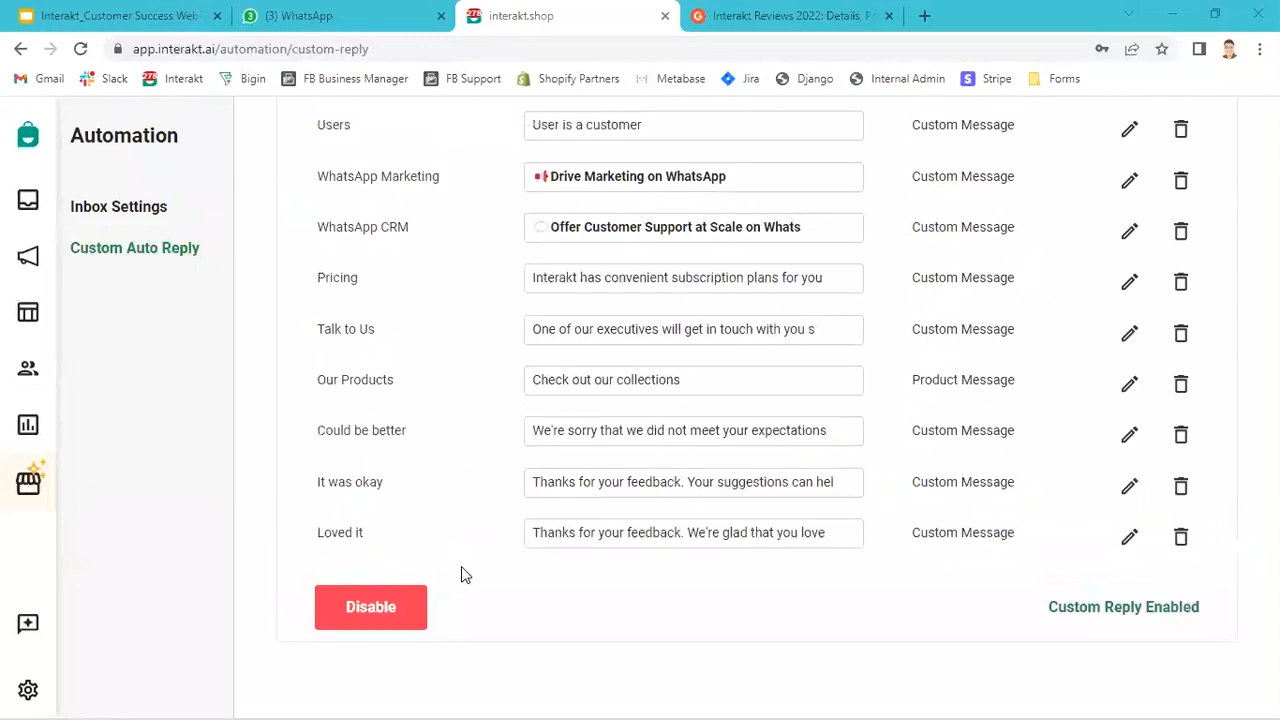 Interakt_Customer Success Web
(3) WhatsApp
interakt.shop
Interakt Reviews 2022: Details, P
app.interakt.ai/automation/custom-reply
Gmail
Slack
Interakt
Bigin
FB Business Manager
FB Support
Shopify Partners
Metabase
Jira
Django
Internal Admin
Stripe
Forms
Automation
Inbox Settings
Custom Auto Reply
Users
User is a customer
Custom Message
WhatsApp Marketing
Drive Marketing on WhatsApp
Custom Message
WhatsApp CRM
Offer Customer Support at Scale on Whats
Custom Message
Pricing
Interakt has convenient subscription plans for you
Custom Message
Talk to Us
One of our executives will get in touch with you s
Custom Message
Our Products
Check out our collections
Product Message
Could be better
We're sorry that we did not meet your expectations
Custom Message
It was okay
Thanks for your feedback. Your suggestions can hel
Custom Message
Loved it
Thanks for your feedback. We're glad that you love
Custom Message
Disable
Custom Reply Enabled